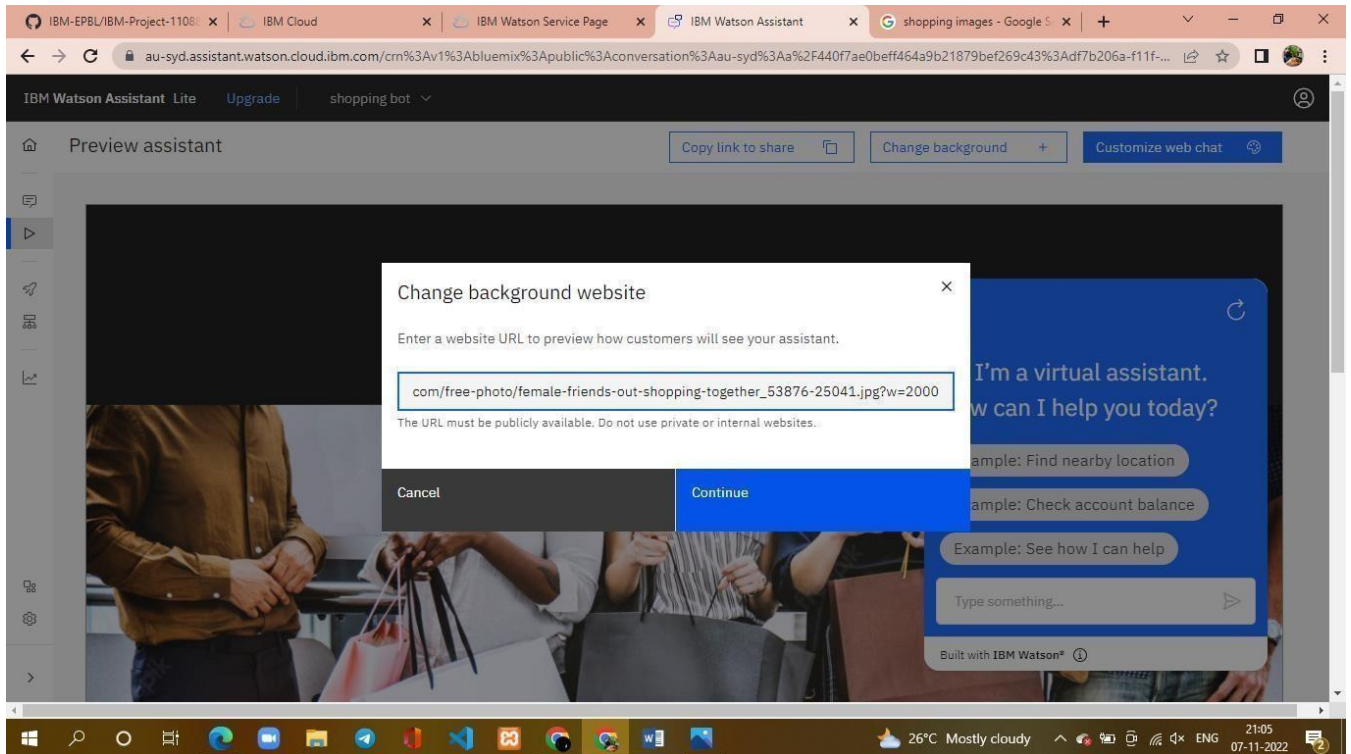 IBM-EPBL/IBM-Project-1108
IBM Cloud
IBM Watson Service Page
IBM Watson Assistant
shopping images - Google S
au-syd.assistant.watson.cloud.ibm.com/crn%3Av1%3Abluemix%3Apublic%3Aconversation%3Aau-syd%3Aa%2F440f7ae0beff464a9b21879bef269c43%3Adf7b206a-f11f-...
IBM Watson Assistant Lite Upgrade shopping bot
Preview assistant
Copy link to share
Change background +
Customize web chat
Change background website
Enter a website URL to preview how customers will see your assistant.
com/free-photo/female-friends-out-shopping-together_53876-25041.jpg?w=2000
The URL must be publicly available. Do not use private or internal websites.
Cancel
Continue
I'm a virtual assistant.
w can I help you today?
ample: Find nearby location
ample: Check account balance
Example: See how I can help
Type something...
Built with IBM Watson®
26°C Mostly cloudy
ENG
21:05
07-11-2022
2